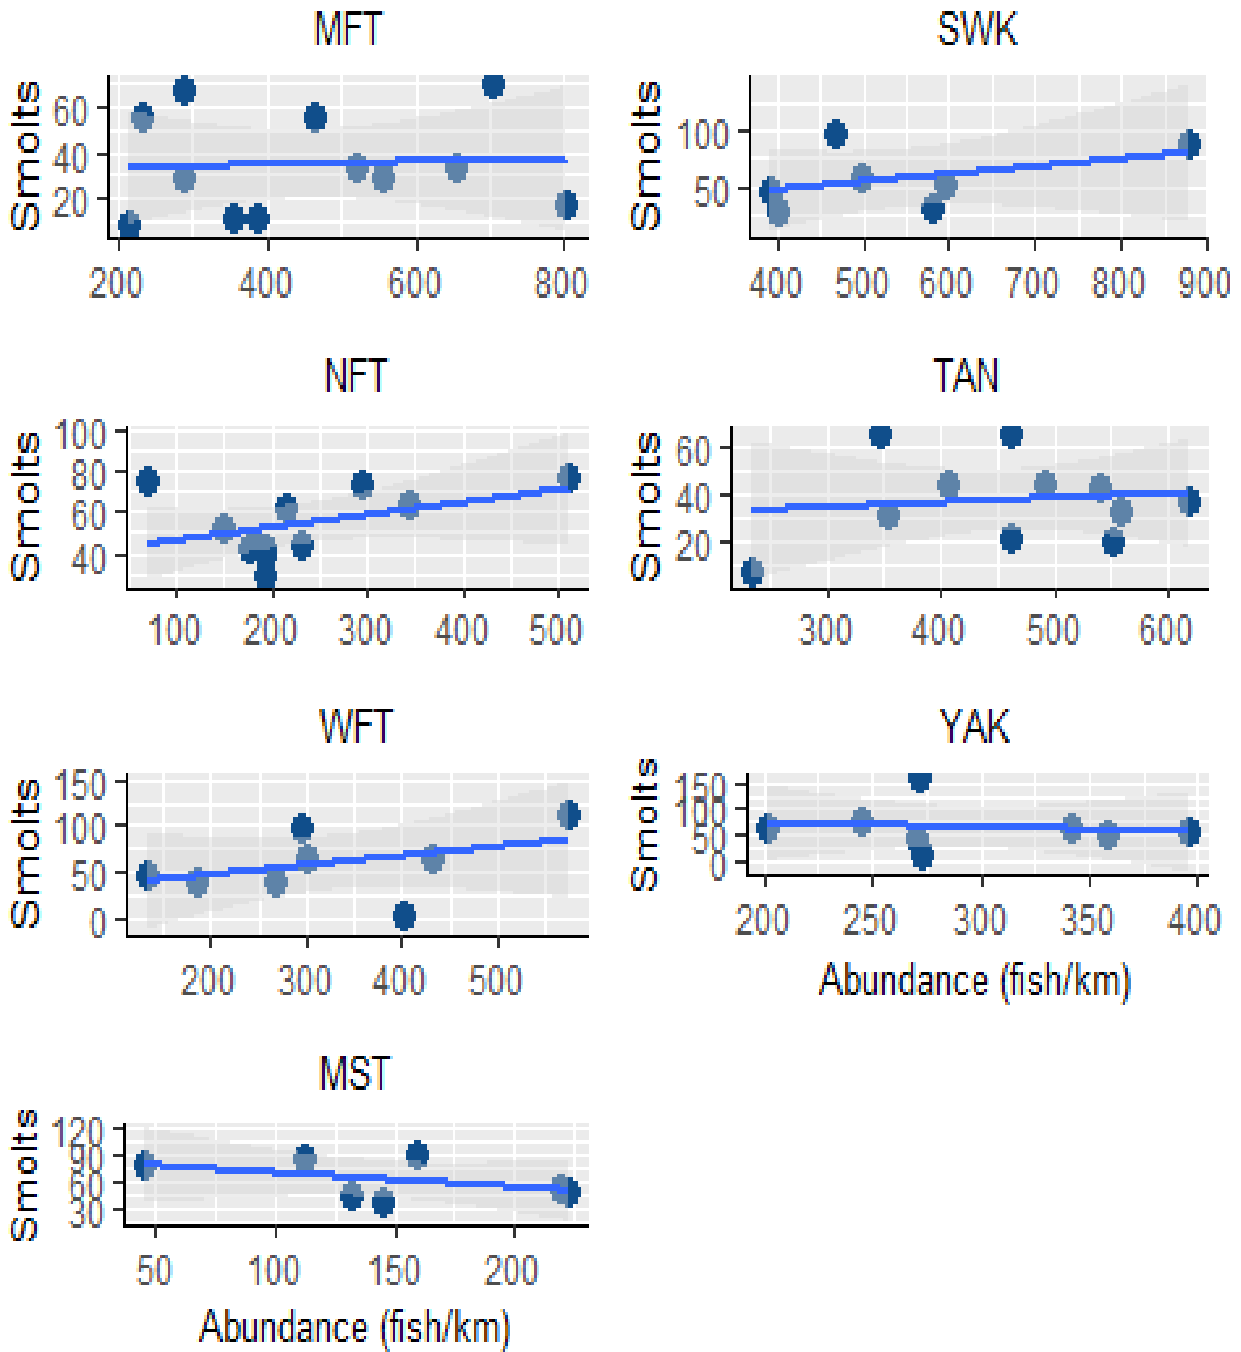 MFT
Smolts
60
40
20
200 400 600 800
SWK
Smolts
100
50
400 500 600 700 800 900
NFT
Smolts
100
80
60
40
100 200 300 400 500
TAN
Smolts
60
40
20
300 400 500 600
WFT
Smolts
150
100
50
0
200 300 400 500
YAK
Smolts
150
100
50
0
200 250 300 350 400
Abundance (fish/km)
MST
Smolts
120
90
60
30
50 100 150 200
Abundance (fish/km)